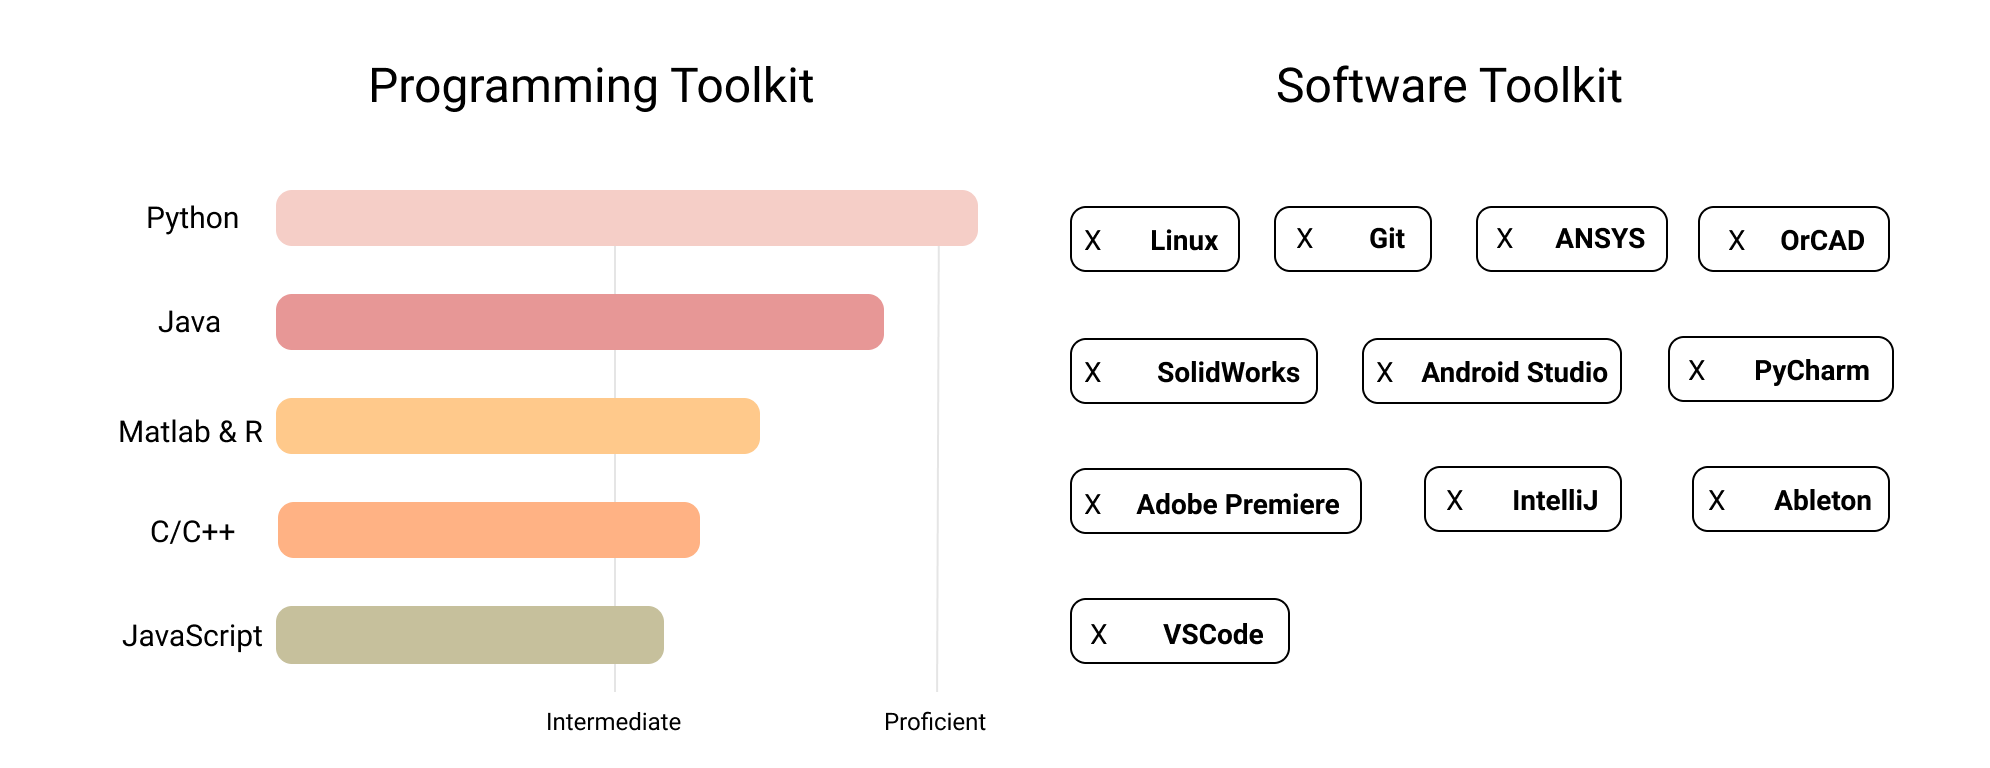 Programming Toolkit
Python
Java
Matlab & R
C/C++
JavaScript
Intermediate Proficient
Software Toolkit
X Linux X Git X ANSYS X OrCAD
X SolidWorks X Android Studio X PyCharm
X Adobe Premiere X IntelliJ X Ableton
X VSCode